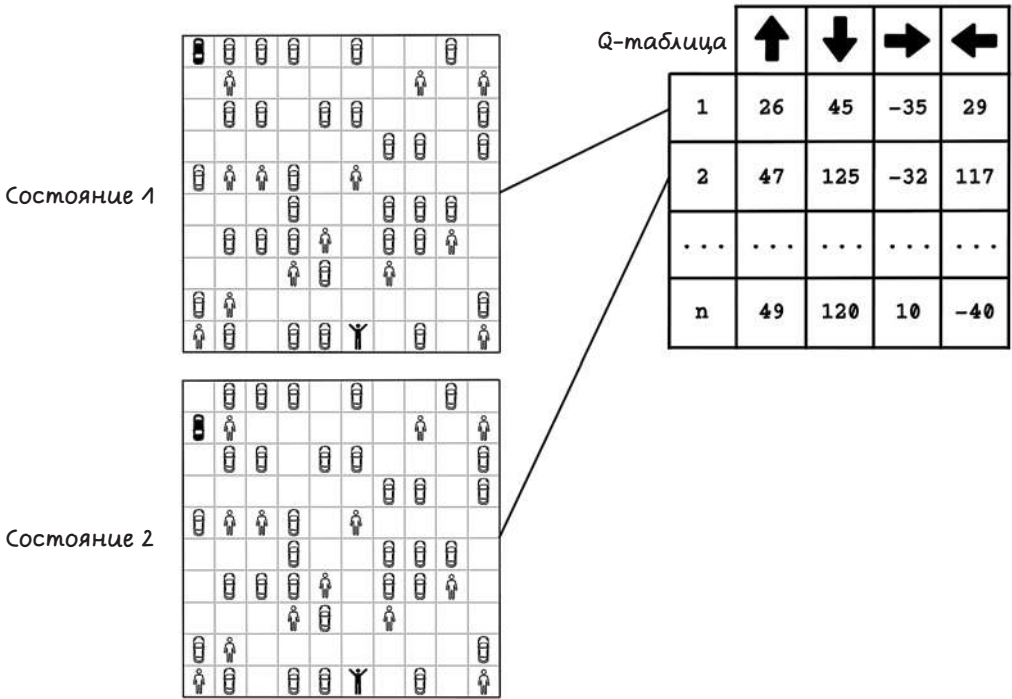 Q-таблица
1 26 45 -35 29
2 47 125 -32 117
... ... ... ... ...
n 49 120 10 -40
Состояние 1
Состояние 2